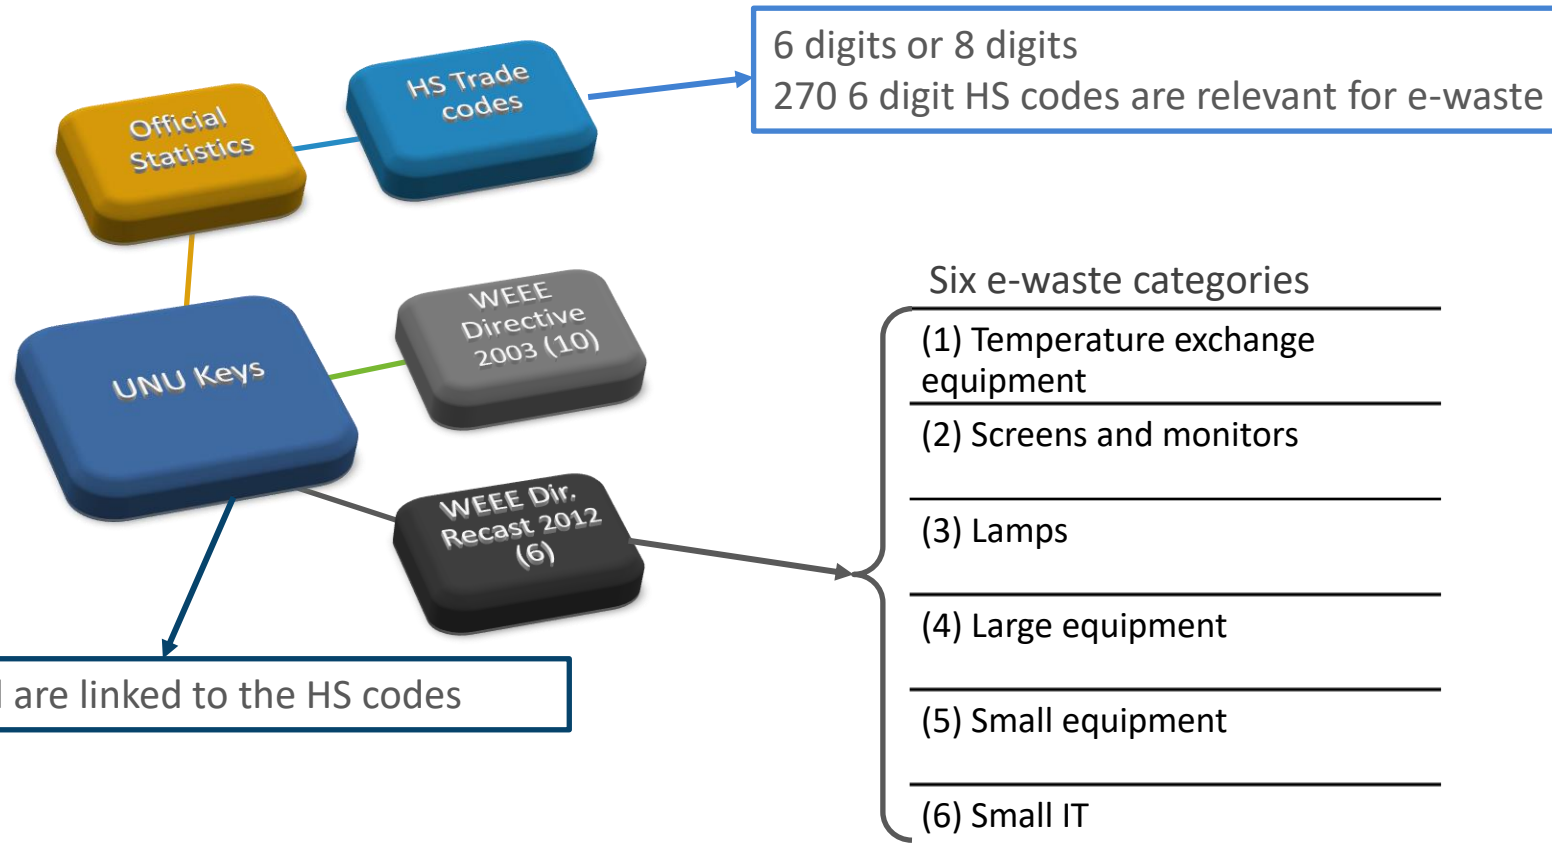 6 digits or 8 digits
270 6 digit HS codes are relevant for e-waste
HS Trade
codes
Official
Statistics
WEEE
Directive
2003 (10)
UNU Keys
WEEE Dir.
Recast 2012
(6)
are linked to the HS codes
Six e-waste categories
(1) Temperature exchange
equipment
(2) Screens and monitors
(3) Lamps
(4) Large equipment
(5) Small equipment
(6) Small IT